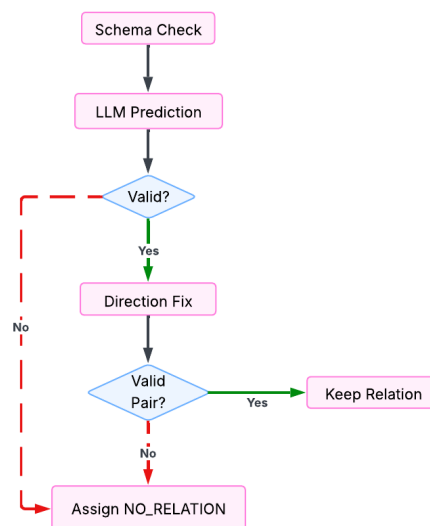 Schema Check
LLM Prediction
Valid?
Yes
Direction Fix
No
Valid
Pair?
Yes
Keep Relation
No
Assign NO_RELATION